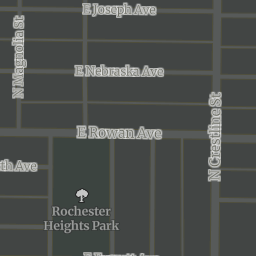 E Joseph Ave
N Magnolia St
E Nebraska Ave
E Rowan Ave
N Crestline St
th Ave
Rochester
Heights Park